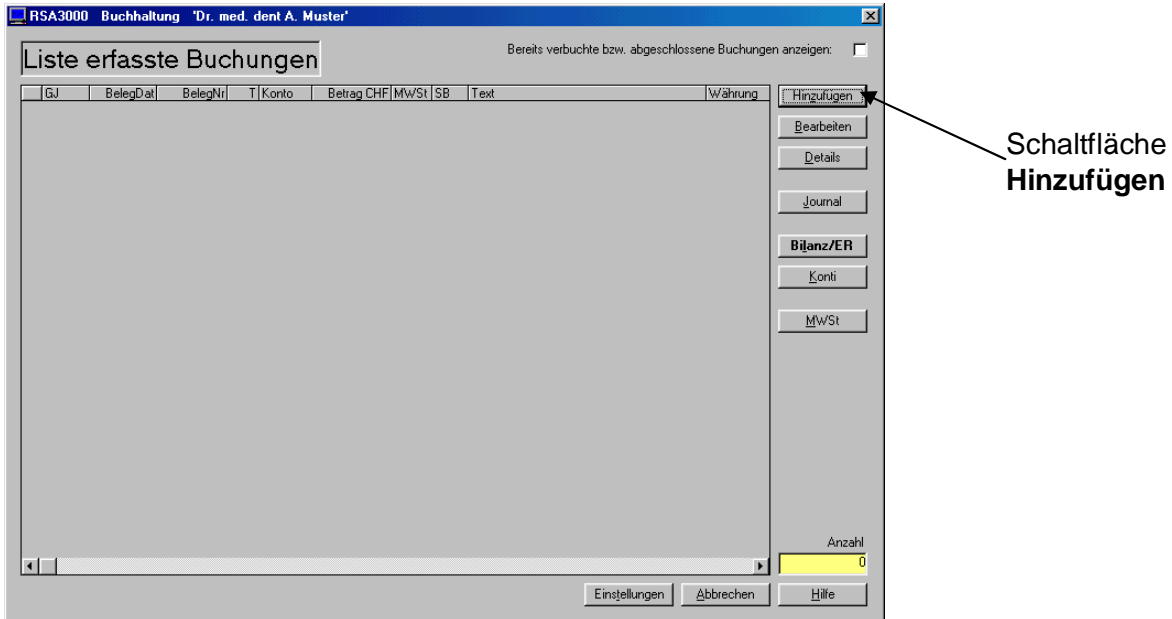 RSA3000 Buchhaltung 'Dr. med. dent A. Muster'
Liste erfasste Buchungen
Bereits verbuchte bzw. abgeschlossene Buchungen anzeigen:
GJ BelegDat BelegNr T Konto Betrag CHF MWSt SB Text Währung
Hinzufügen
Bearbeiten
Details
Journal
Bilanz/ER
Konti
MWSt
Schaltfläche
Hinzufügen
Anzahl
0
Einstellungen Abbrechen Hilfe